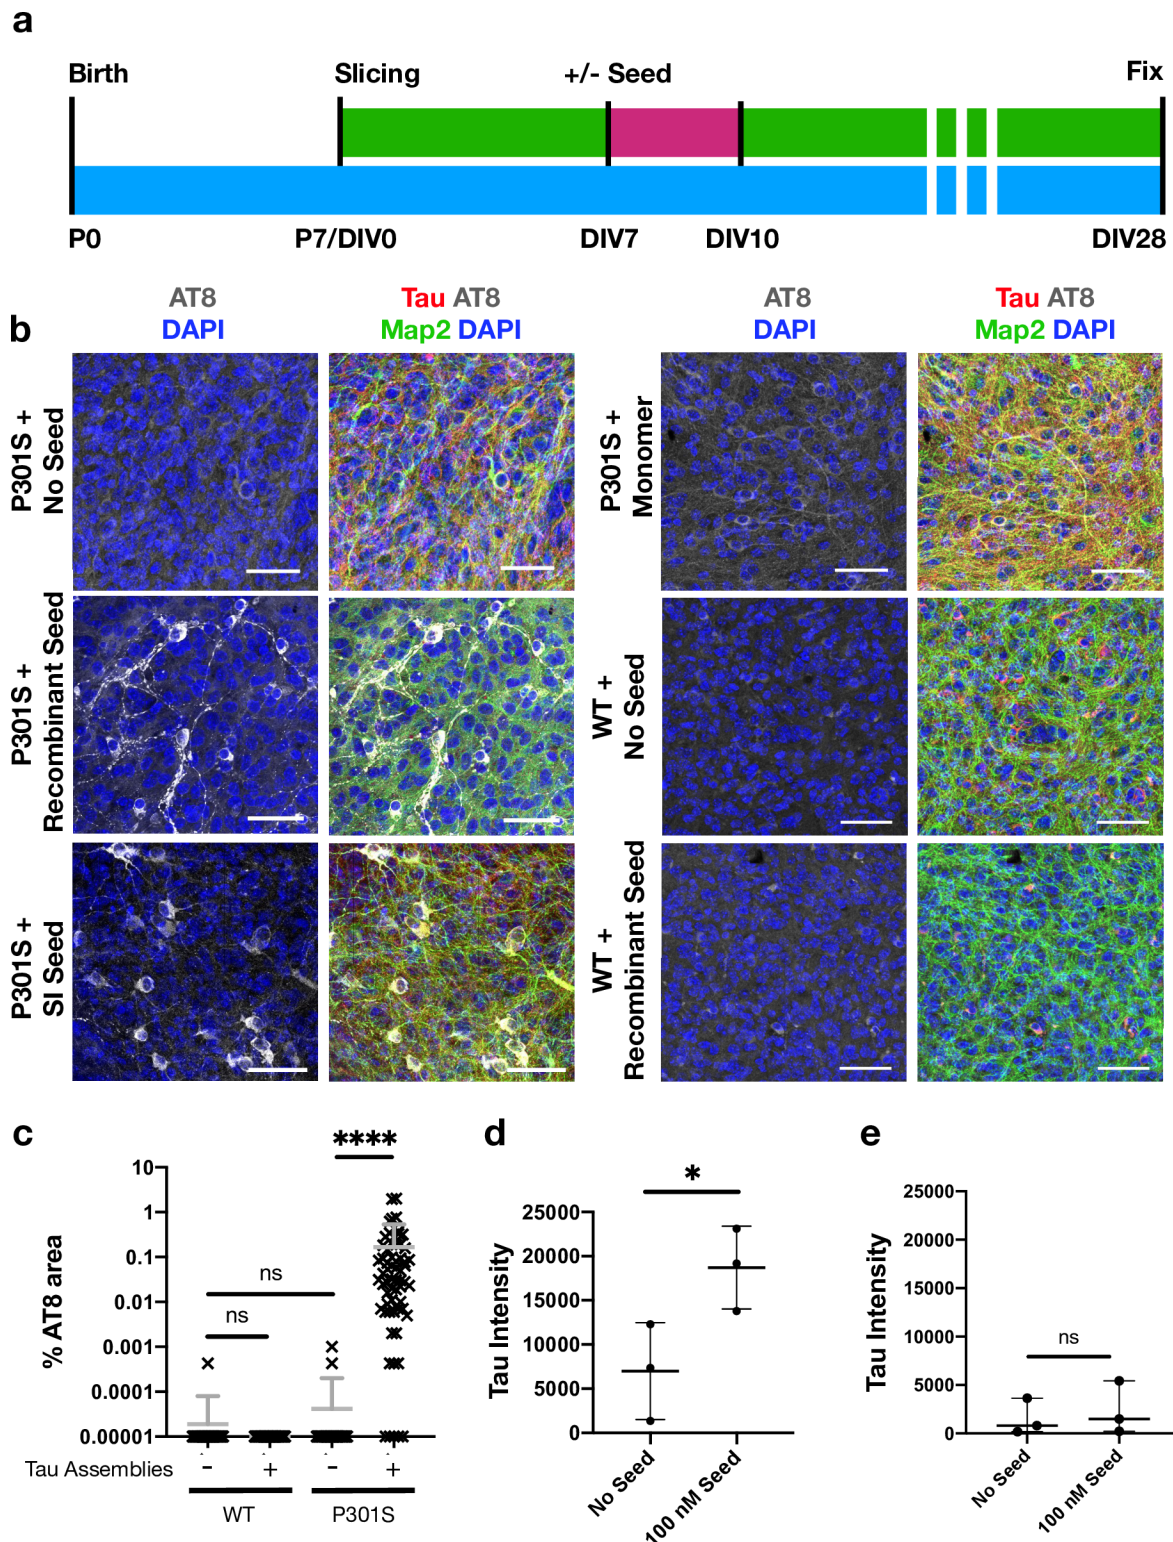 a
Birth
Slicing
+/- Seed
Fix
P0
P7/DIV0
DIV7
DIV10
DIV28
b
AT8
DAPI
Tau AT8
Map2 DAPI
AT8
DAPI
Tau AT8
Map2 DAPI
P301S +
No Seed
P301S +
Monomer
P301S +
Recombinant Seed
WT +
No Seed
P301S +
SI Seed
WT +
Recombinant Seed
c
****
10
1
0.1
0.01
0.001
0.0001
0.00001
% AT8 area
ns
ns
Tau Assemblies
- + - +
WT
P301S
d
*
25000
20000
15000
10000
5000
0
Tau Intensity
No Seed
100 nM Seed
e
25000
20000
15000
10000
5000
0
Tau Intensity
ns
No Seed
100 nM Seed